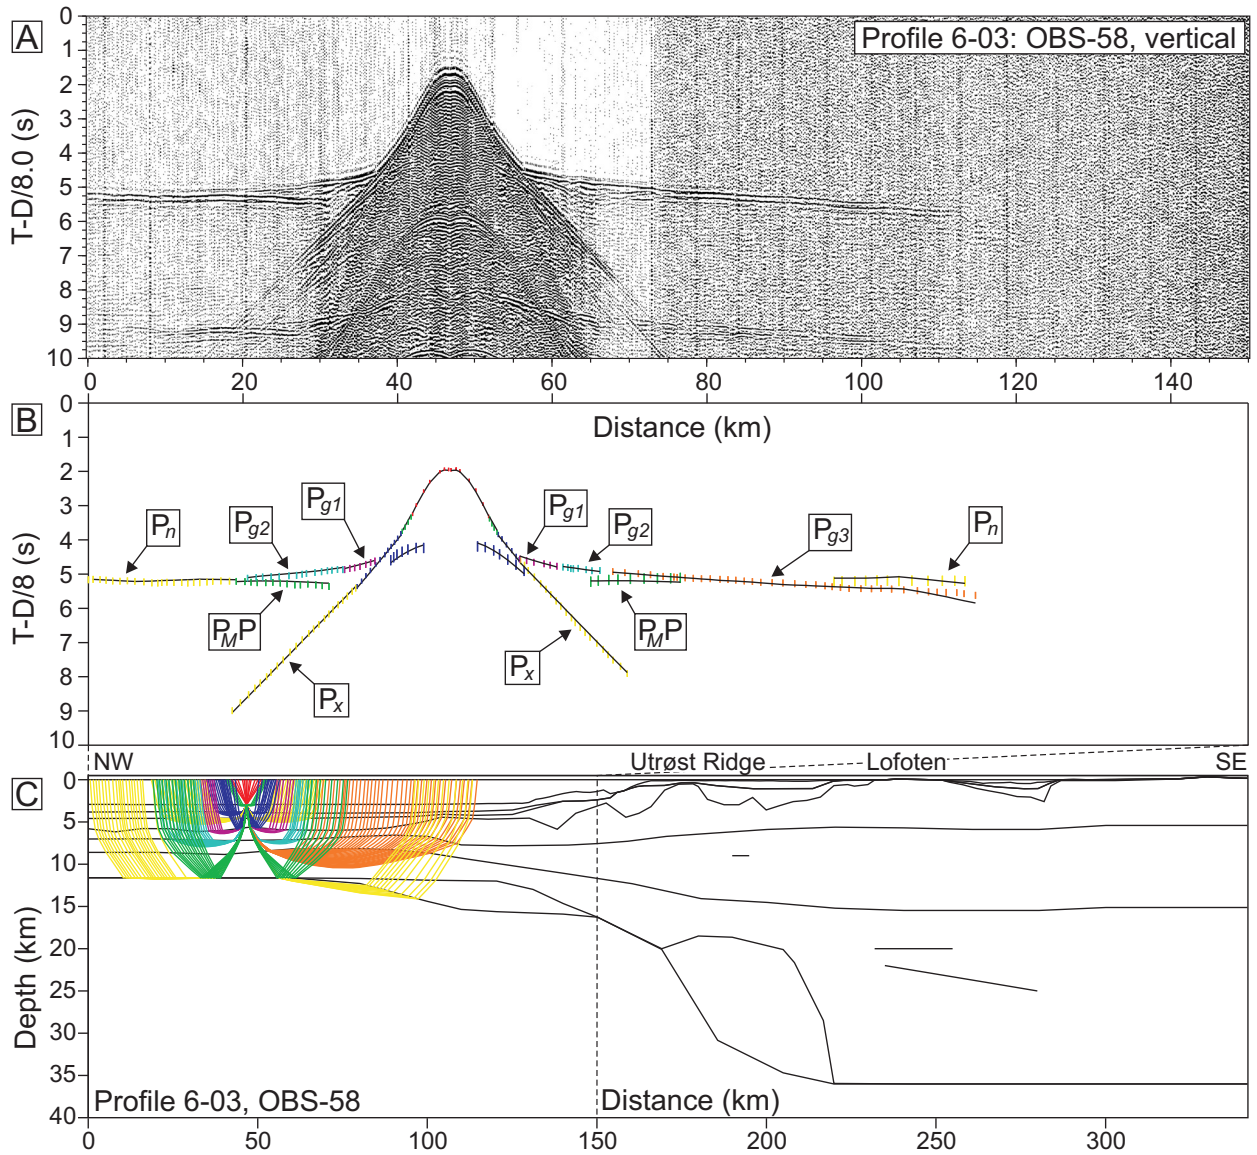 A
Profile 6-03: OBS-58, vertical
T-D/8.0 (s)
0
1
2
3
4
5
6
7
8
9
10
0 20 40 60 80 100 120 140
Distance (km)
B
T-D/8 (s)
0
1
2
3
4
5
6
7
8
9
10
Pn
Pg2
Pg1
Pg1
Pg2
Pg3
Pn
PMP
PMP
Px
Px
NW
Utrøst Ridge
Lofoten
SE
C
Depth (km)
0
5
10
15
20
25
30
35
40
Profile 6-03, OBS-58
Distance (km)
0 50 100 150 200 250 300